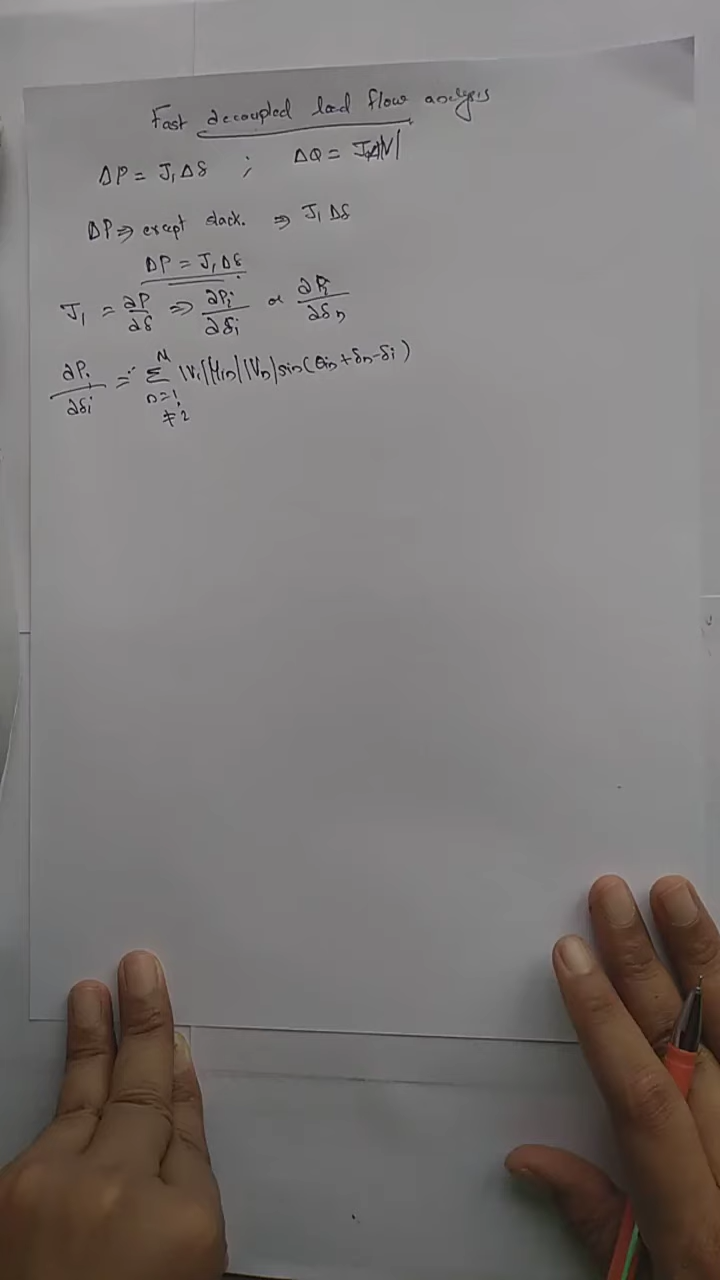 Fast decoupled load flow analysis
ΔP = J₁Δδ ; ΔQ = J₄Δ|V|
ΔP ⇒ except slack. ⇒ J₁ Δδ
ΔP = J₁Δδ
J₁ = ∂P/∂δ ⇒ ∂Pᵢ/∂δᵢ or ∂Pᵢ/∂δₙ
∂Pᵢ/∂δᵢ = Σ |Vᵢ||Yᵢₙ||Vₙ| sin(θᵢₙ + δₙ - δᵢ)
n=1